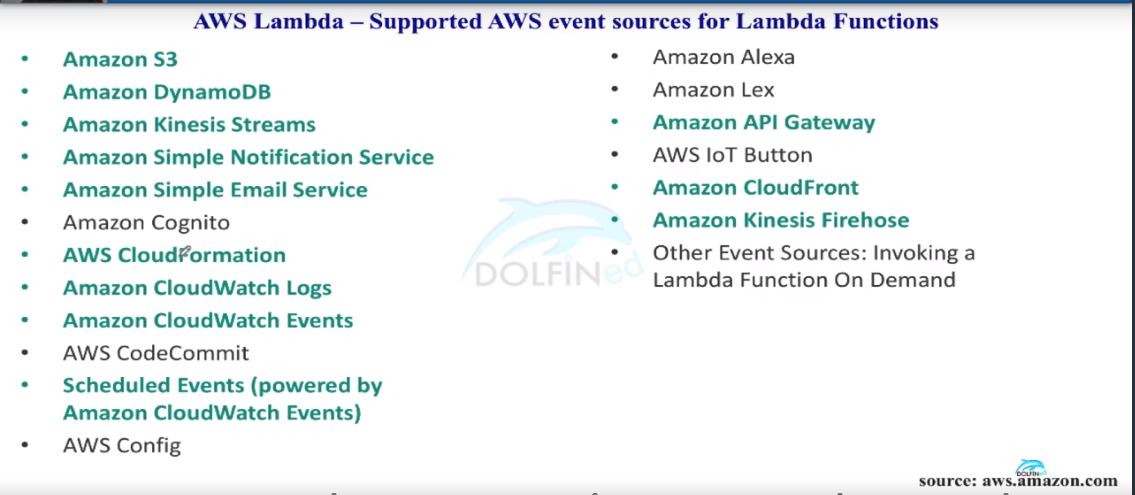 AWS Lambda – Supported AWS event sources for Lambda Functions
• Amazon S3
• Amazon DynamoDB
• Amazon Kinesis Streams
• Amazon Simple Notification Service
• Amazon Simple Email Service
• Amazon Cognito
• AWS CloudFormation
• Amazon CloudWatch Logs
• Amazon CloudWatch Events
• AWS CodeCommit
• Scheduled Events (powered by
Amazon CloudWatch Events)
• AWS Config
• Amazon Alexa
• Amazon Lex
• Amazon API Gateway
• AWS IoT Button
• Amazon CloudFront
• Amazon Kinesis Firehose
• Other Event Sources: Invoking a
Lambda Function On Demand
DOLFINed
DOLFINed
source: aws.amazon.com